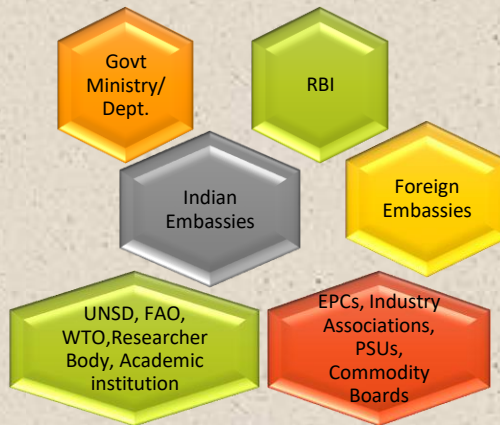 Govt
Ministry/
Dept.
RBI
Indian
Embassies
Foreign
Embassies
UNSD, FAO,
WTO,Researcher
Body, Academic
institution
EPCs, Industry
Associations,
PSUs,
Commodity
Boards